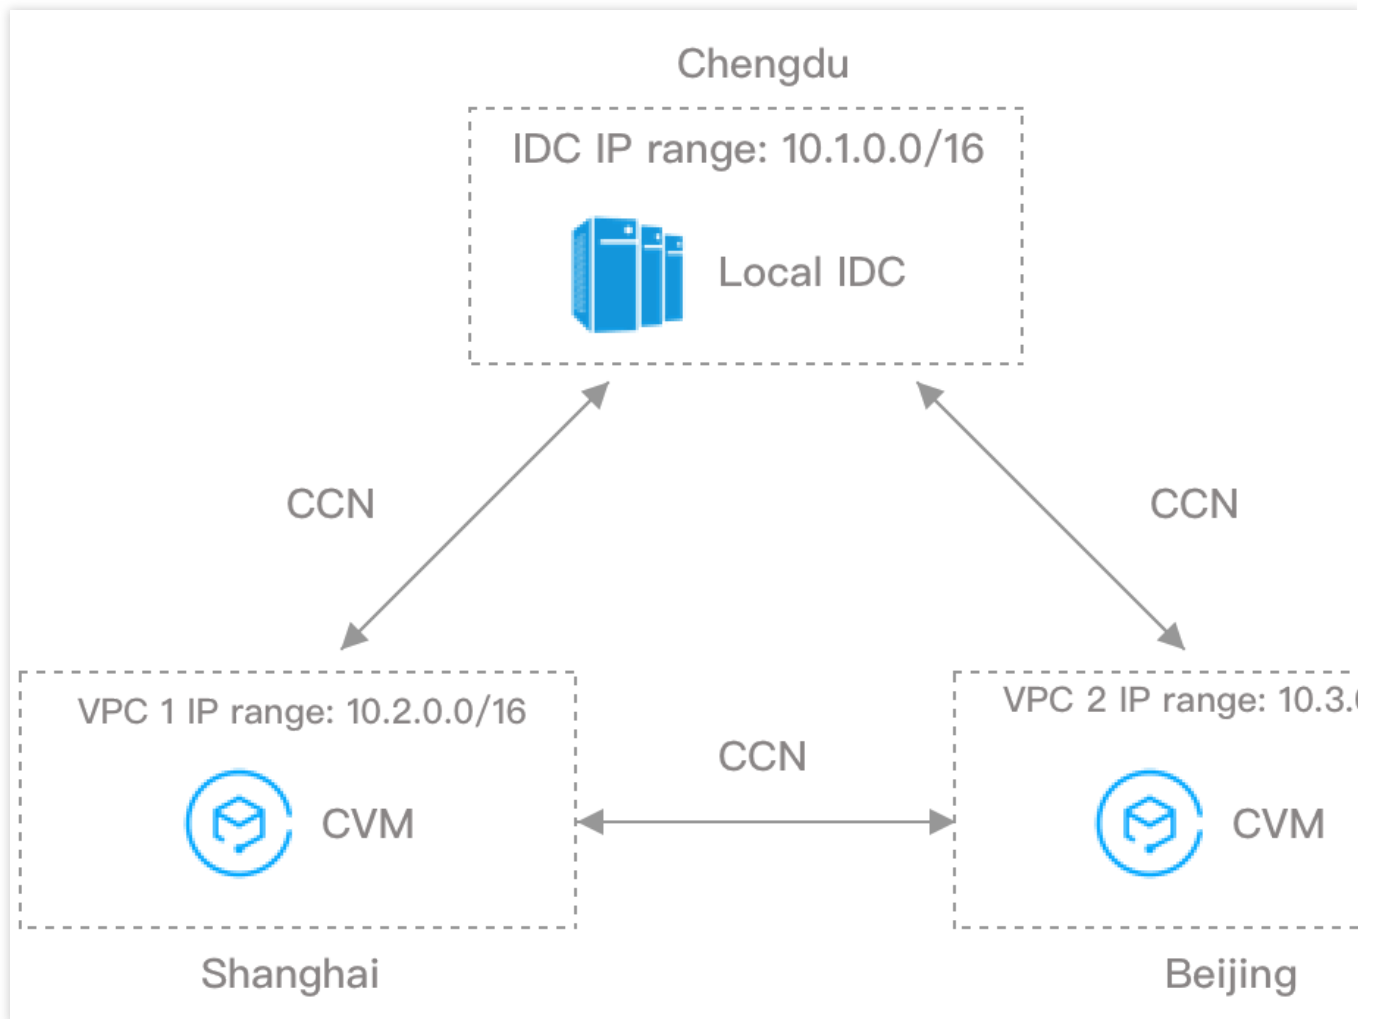 Chengdu
IDC IP range: 10.1.0.0/16
Local IDC
CCN
CCN
VPC 1 IP range: 10.2.0.0/16
VPC 2 IP range: 10.3.
CCN
CVM
CVM
Shanghai
Beijing